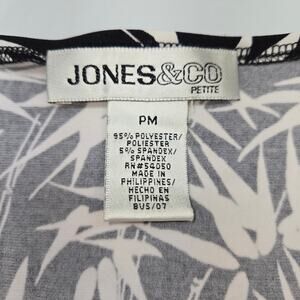 JONES&CO
PETITE
PM
95% POLYESTER/
POLIESTER
5% SPANDEX/
SPANDEX
RN#54050
MADE IN
PHILIPPINES/
HECHO EN
FILIPINAS
BUS/07